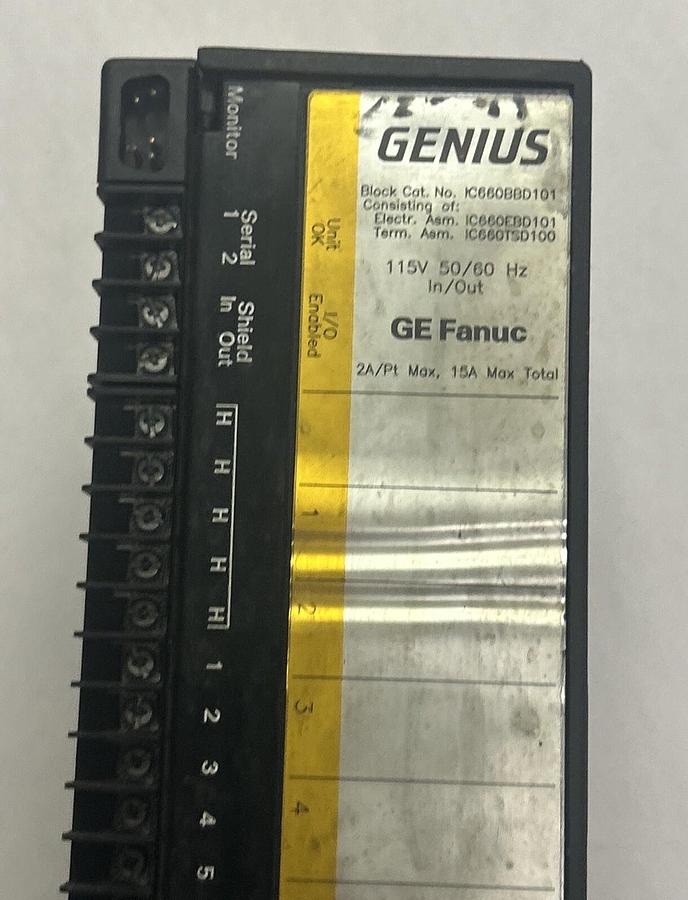 Monitor
Serial
1 2
Shield
In Out
H
H
H
H
H
1
2
3
4
5
Unit
OK
I/O
Enabled
1
2
3
4
GENIUS
Block Cat. No. IC660BBD101
Consisting of:
Electr. Asm. IC660EBD101
Term. Asm. IC660TSD100
115V 50/60 Hz
In/Out
GE Fanuc
2A/Pt Max, 15A Max Total